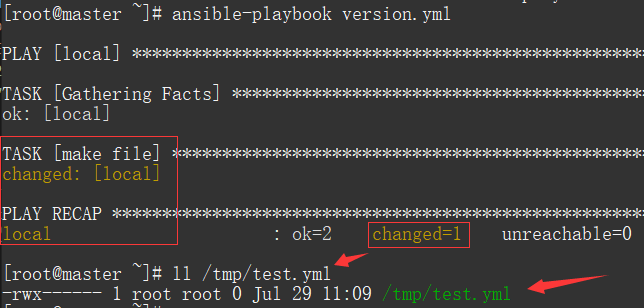 [root@master ~]# ansible-playbook version.yml
PLAY [local] ***************************************************
TASK [Gathering Facts] *****************************************
ok: [local]
TASK [make file] ***********************************************
changed: [local]
PLAY RECAP *****************************************************
local : ok=2 changed=1 unreachable=0
[root@master ~]# ll /tmp/test.yml
-rwx------ 1 root root 0 Jul 29 11:09 /tmp/test.yml